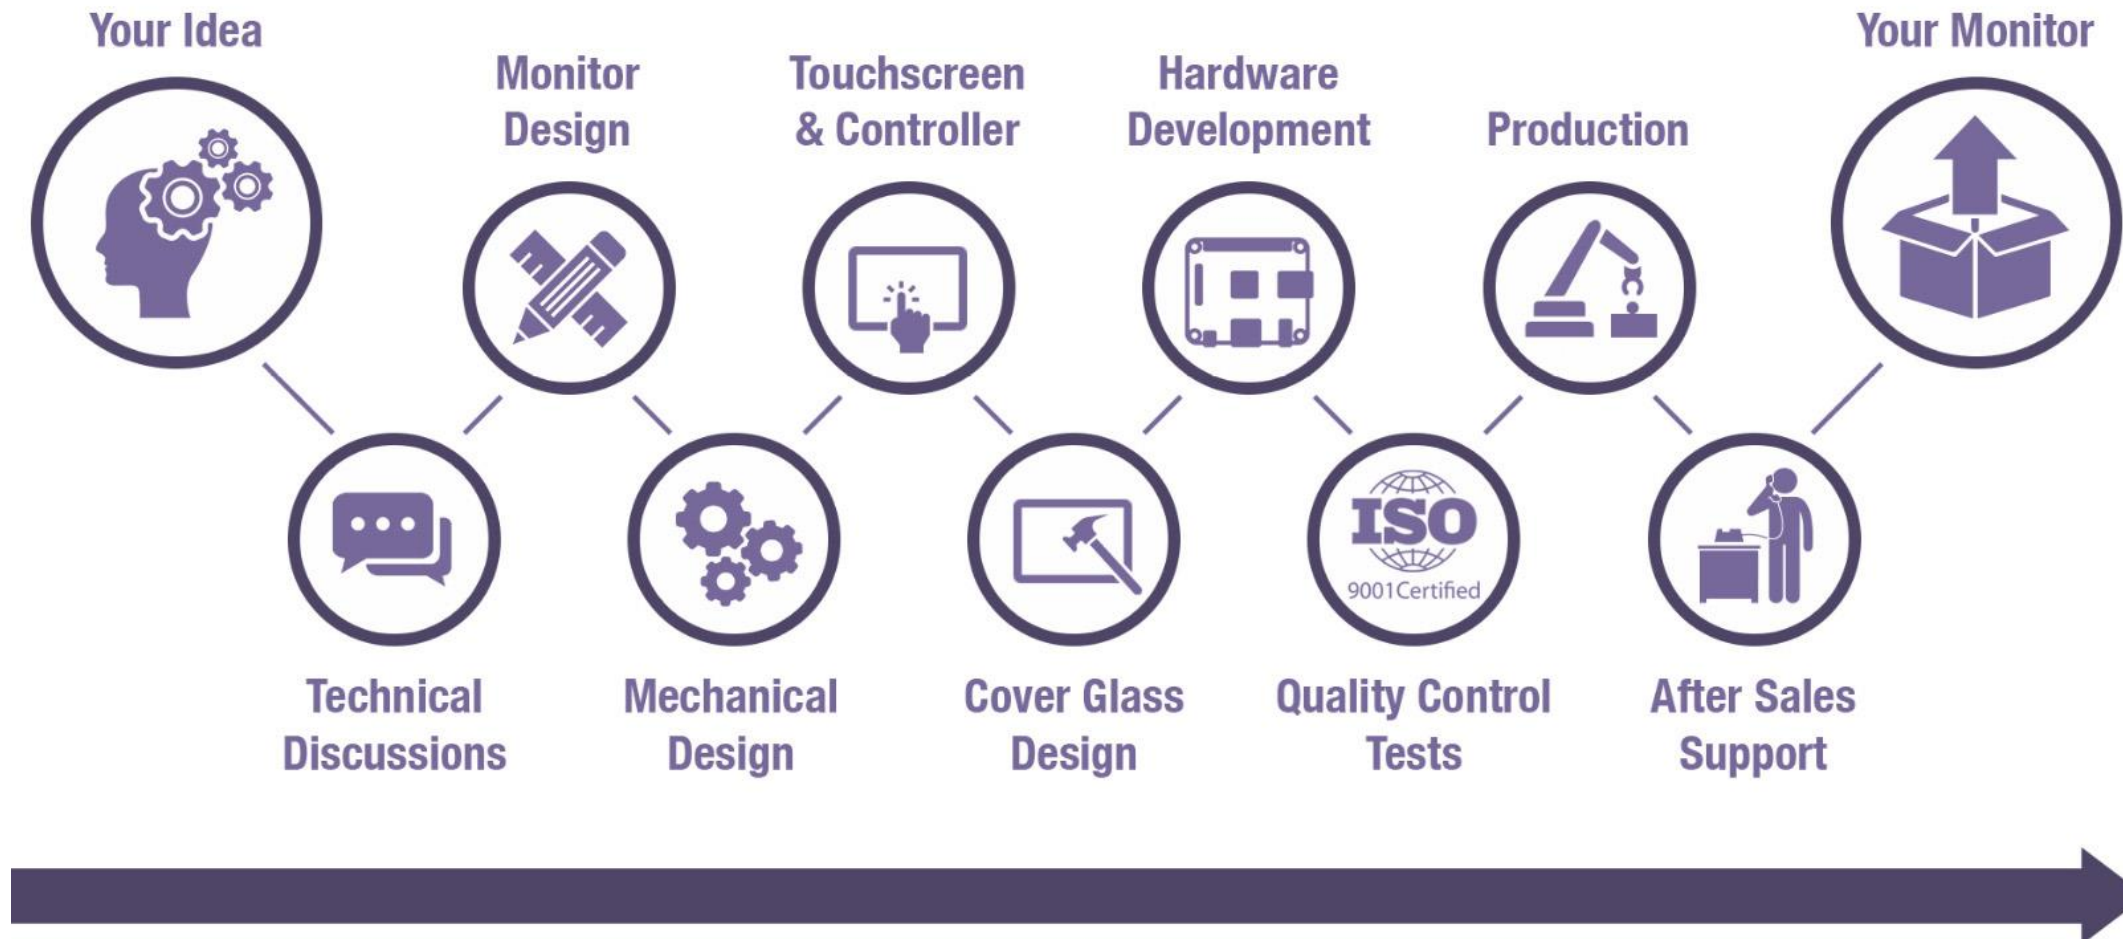 Your Idea
Technical
Discussions
Monitor
Design
Mechanical
Design
Touchscreen
& Controller
Cover Glass
Design
Hardware
Development
ISO
9001Certified
Quality Control
Tests
Production
After Sales
Support
Your Monitor